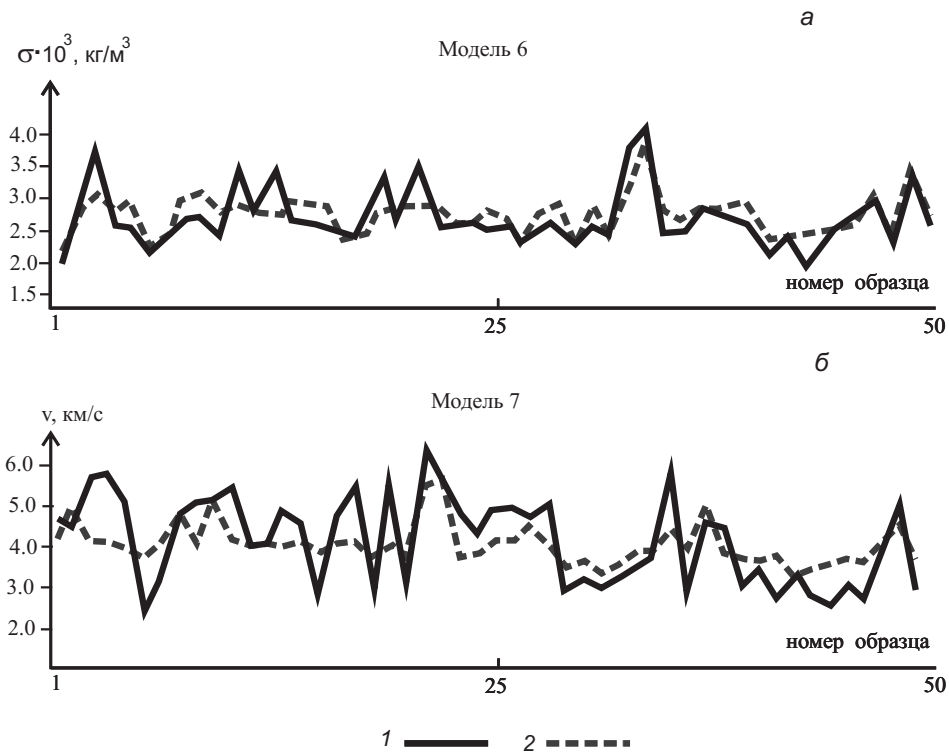 а
σ·10³, кг/м³
Модель 6
4.0
3.5
3.0
2.5
2.0
1.5
номер образца
1 25 50
б
Модель 7
v, км/с
6.0
5.0
4.0
3.0
2.0
номер образца
1 25 50
1 2